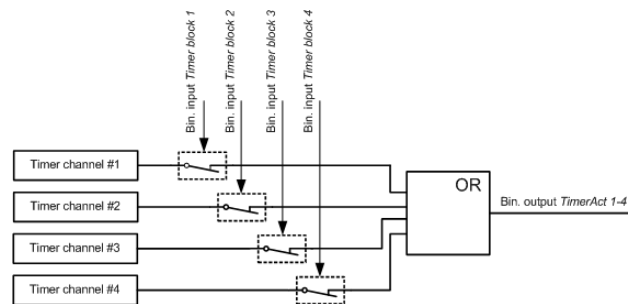 Bin. input Timer block 1
Bin. input Timer block 2
Bin. input Timer block 3
Bin. input Timer block 4
Timer channel #1
Timer channel #2
Timer channel #3
Timer channel #4
OR
Bin. output TimerAct 1-4